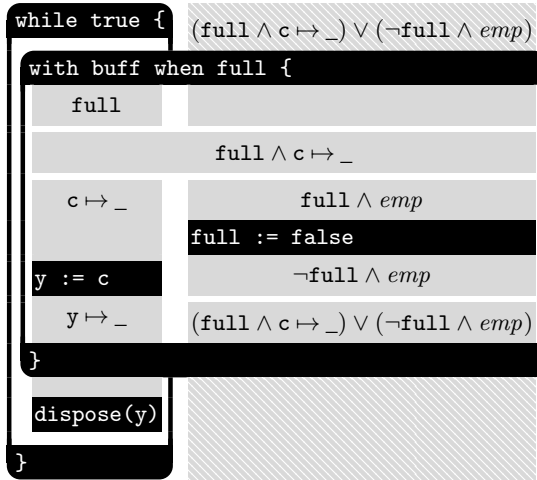 while true {
(full ∧ c ↦ _) ∨ (¬full ∧ emp)
with buff when full {
full
full ∧ c ↦ _
c ↦ _
full ∧ emp
full := false
y := c
¬full ∧ emp
y ↦ _
(full ∧ c ↦ _) ∨ (¬full ∧ emp)
}
dispose(y)
}